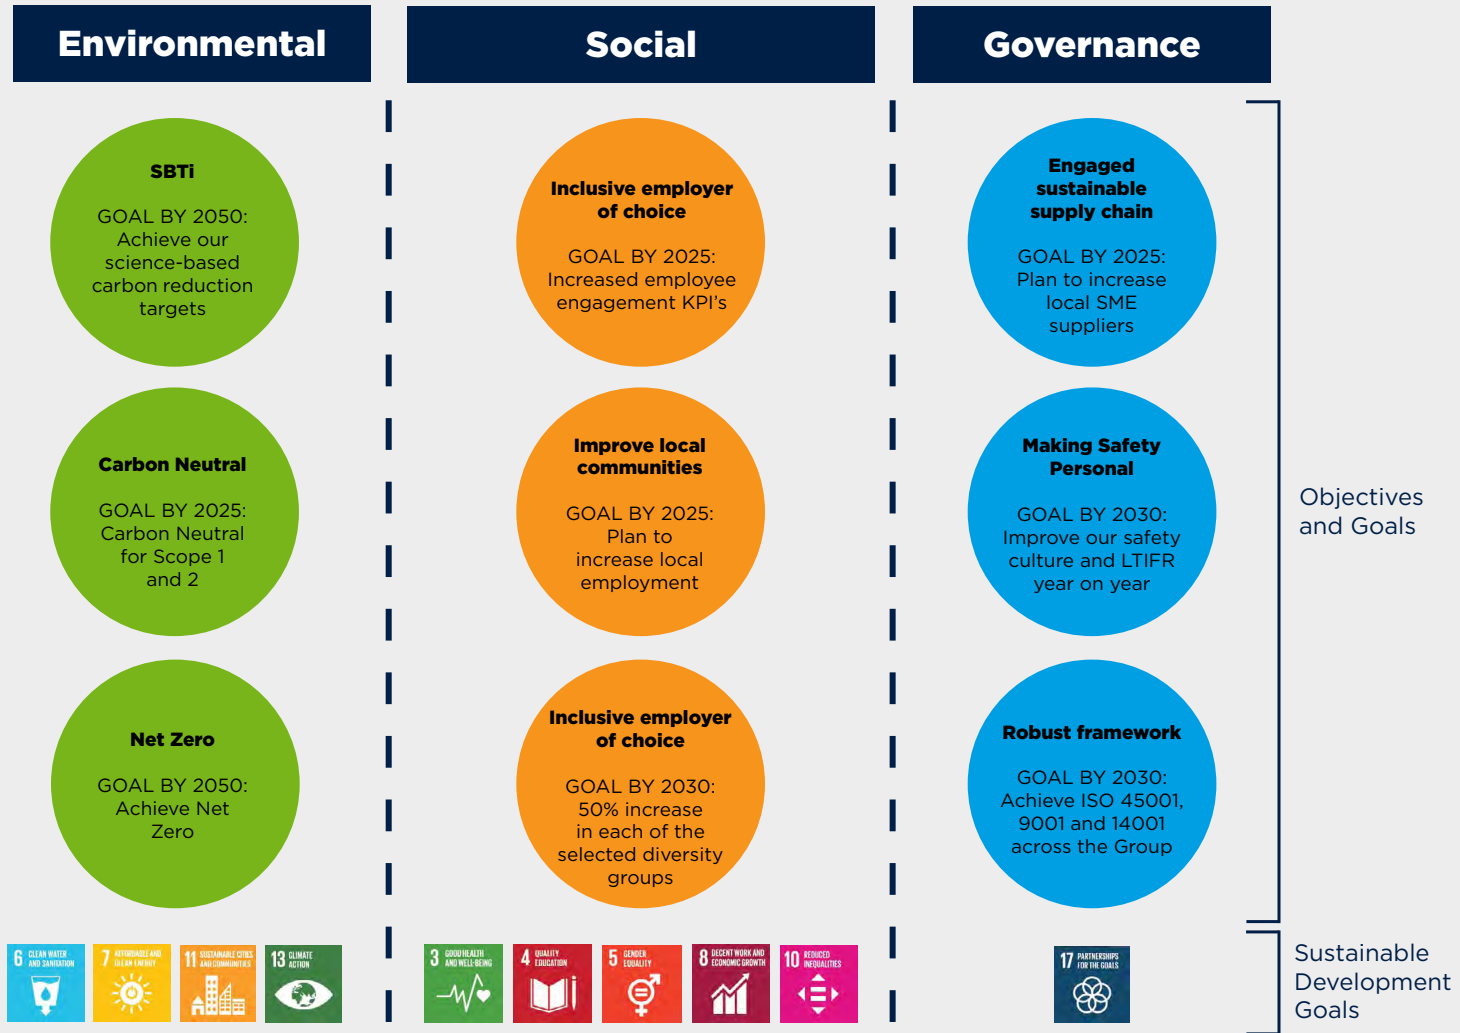 Environmental
SBTi
GOAL BY 2050:
Achieve our
science-based
carbon reduction
targets
Carbon Neutral
GOAL BY 2025:
Carbon Neutral
for Scope 1
and 2
Net Zero
GOAL BY 2050:
Achieve Net
Zero
6 CLEAN WATER
AND SANITATION
7 AFFORDABLE AND
CLEAN ENERGY
11 SUSTAINABLE CITIES
AND COMMUNITIES
13 CLIMATE
ACTION
Social
Inclusive employer
of choice
GOAL BY 2025:
Increased employee
engagement KPI’s
Improve local
communities
GOAL BY 2025:
Plan to
increase local
employment
Inclusive employer
of choice
GOAL BY 2030:
50% increase
in each of the
selected diversity
groups
3 GOOD HEALTH
AND WELL-BEING
4 QUALITY
EDUCATION
5 GENDER
EQUALITY
8 DECENT WORK AND
ECONOMIC GROWTH
10 REDUCED
INEQUALITIES
Governance
Engaged
sustainable
supply chain
GOAL BY 2025:
Plan to increase
local SME
suppliers
Making Safety
Personal
GOAL BY 2030:
Improve our safety
culture and LTIFR
year on year
Robust framework
GOAL BY 2030:
Achieve ISO 45001,
9001 and 14001
across the Group
17 PARTNERSHIPS
FOR THE GOALS
Objectives
and Goals
Sustainable
Development
Goals